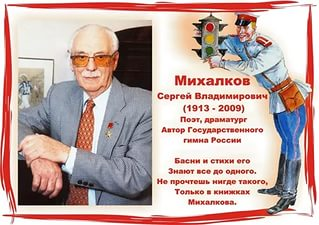 Михалков
Сергей Владимирович
(1913 - 2009)
Поэт, драматург
Автор Государственного
гимна России
Басни и стихи его
Знают все до одного.
Не прочтешь нигде такого,
Только в книжках
Михалкова.